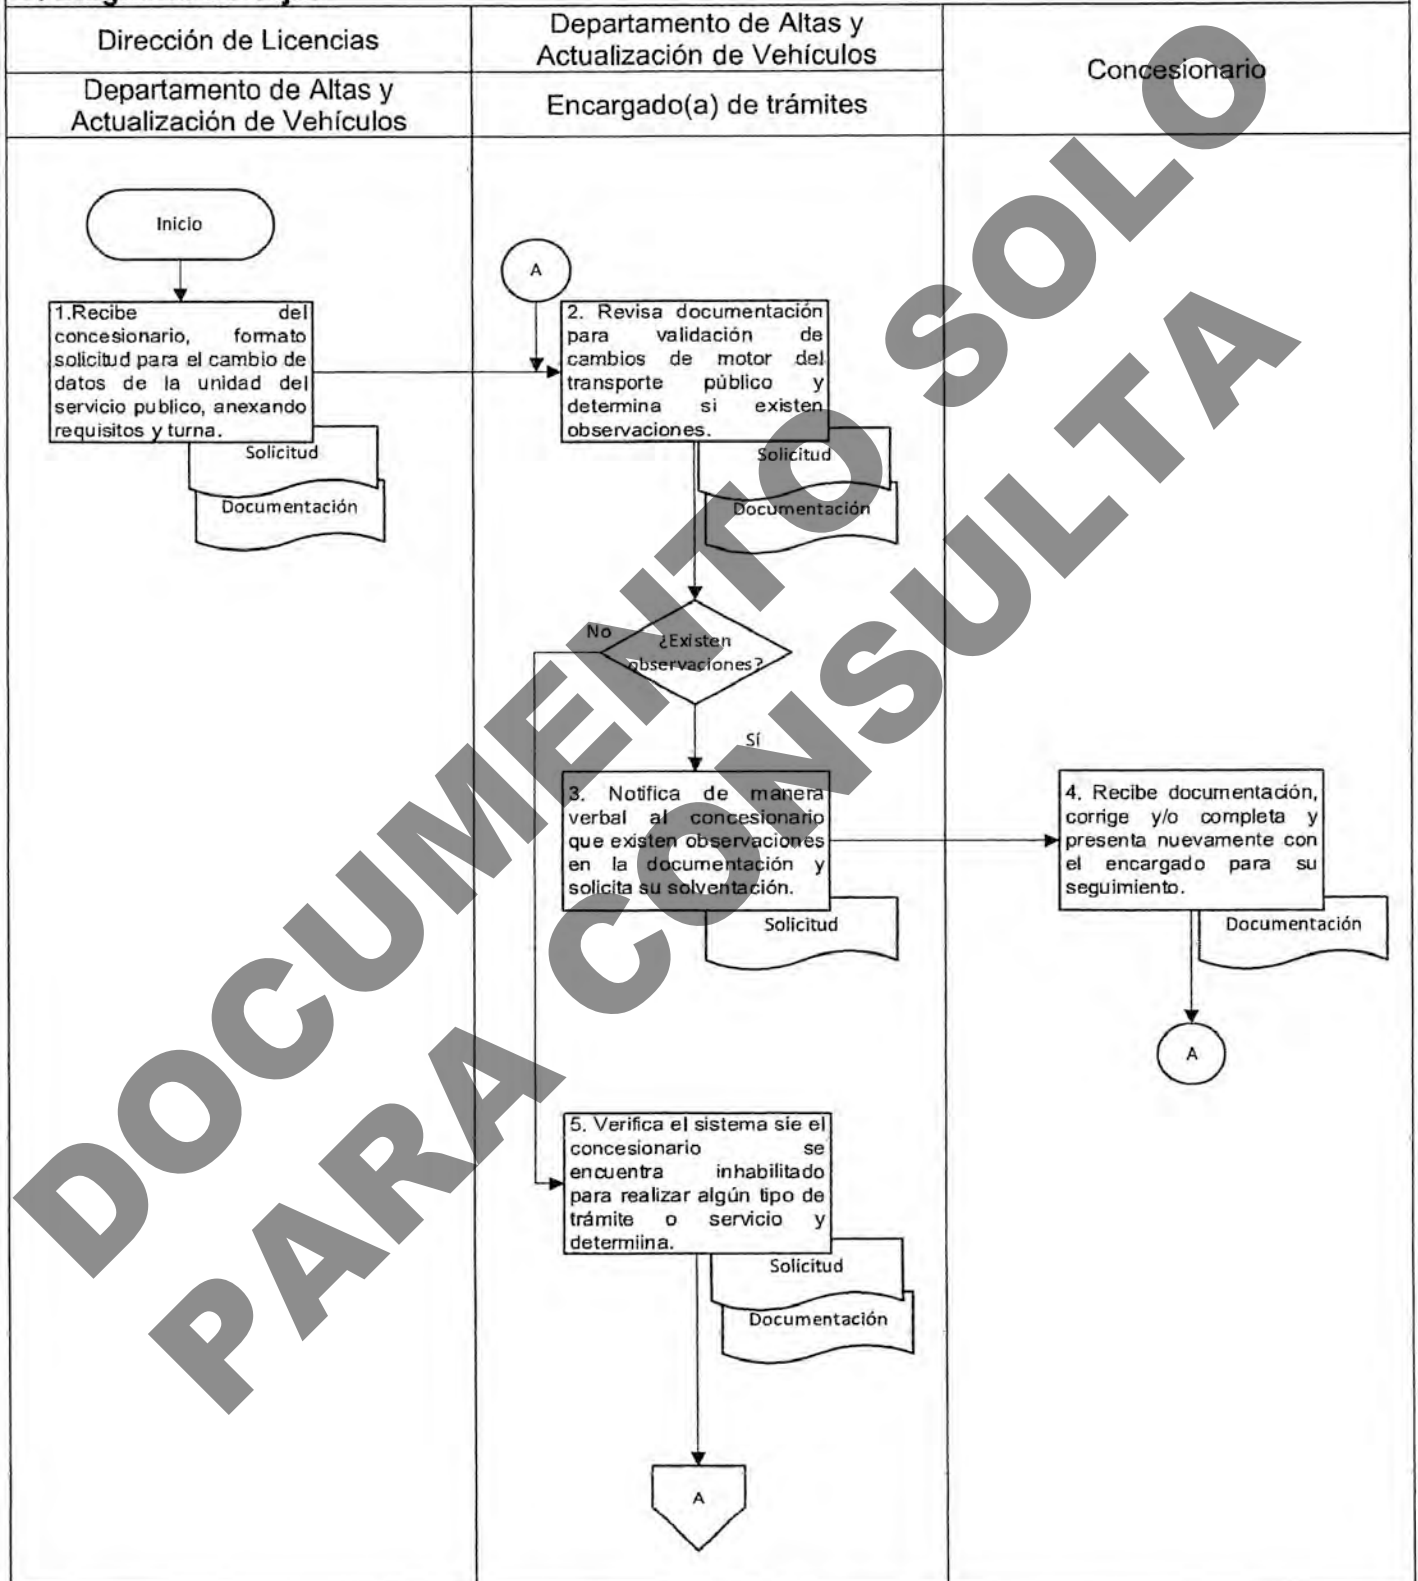 Dirección de Licencias
Departamento de Altas y
Actualización de Vehículos
Departamento de Altas y
Actualización de Vehículos
Encargado(a) de trámites
Concesionario
Inicio
1.Recibe del
concesionario, formato
solicitud para el cambio de
datos de la unidad del
servicio publico, anexando
requisitos y turna.
Solicitud
Documentación
A
2. Revisa documentación
para validación de
cambios de motor del
transporte público y
determina si existen
observaciones.
Solicitud
Documentación
¿Existen
observaciones?
No
Sí
3. Notifica de manera
verbal al concesionario
que existen observaciones
en la documentación y
solicita su solventación.
Solicitud
4. Recibe documentación,
corrige y/o completa y
presenta nuevamente con
el encargado para su
seguimiento.
Documentación
A
5. Verifica el sistema sie el
concesionario se
encuentra inhabilitado
para realizar algún tipo de
trámite o servicio y
determiina.
Solicitud
Documentación
A
DOCUMENTO SOLO
PARA CONSULTA